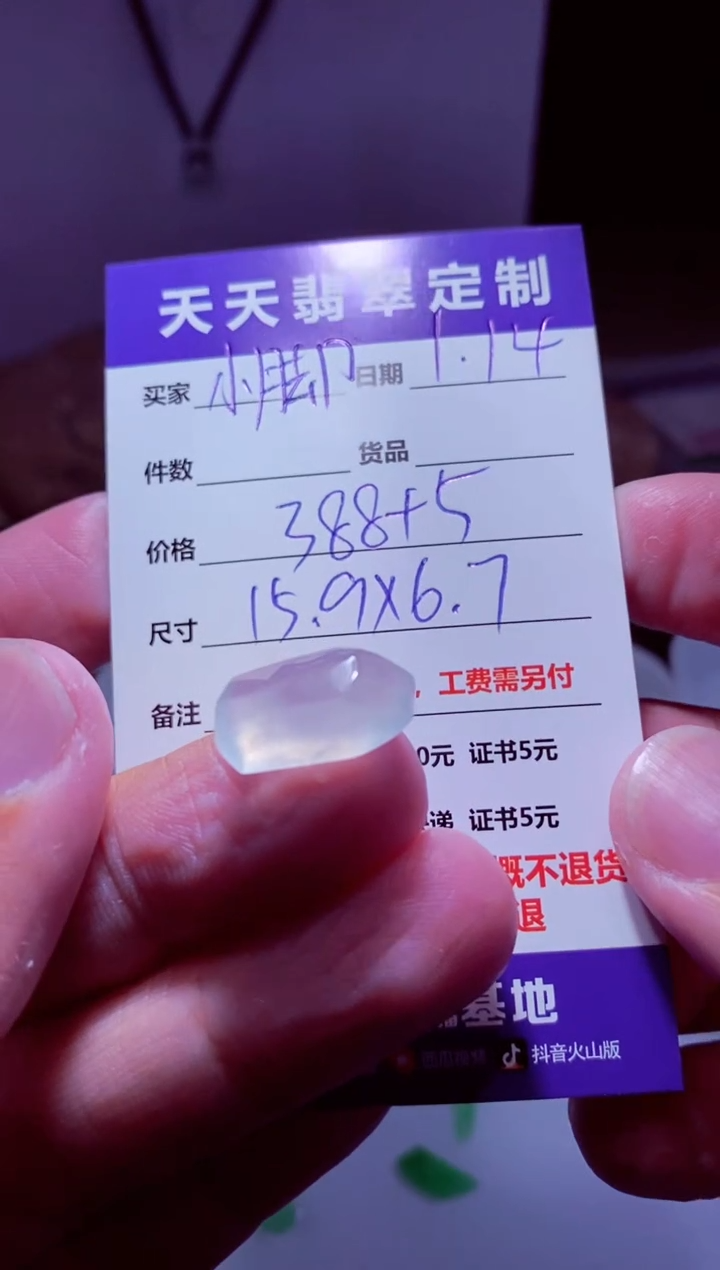 天天翡翠定制
买家 小脚 日期 1.14
件数 货品
价格 388+5
尺寸 15.9X6.7
备注 ，工费需另付
0元 证书5元
递 证书5元
概不退货
退
基地
抖音火山版